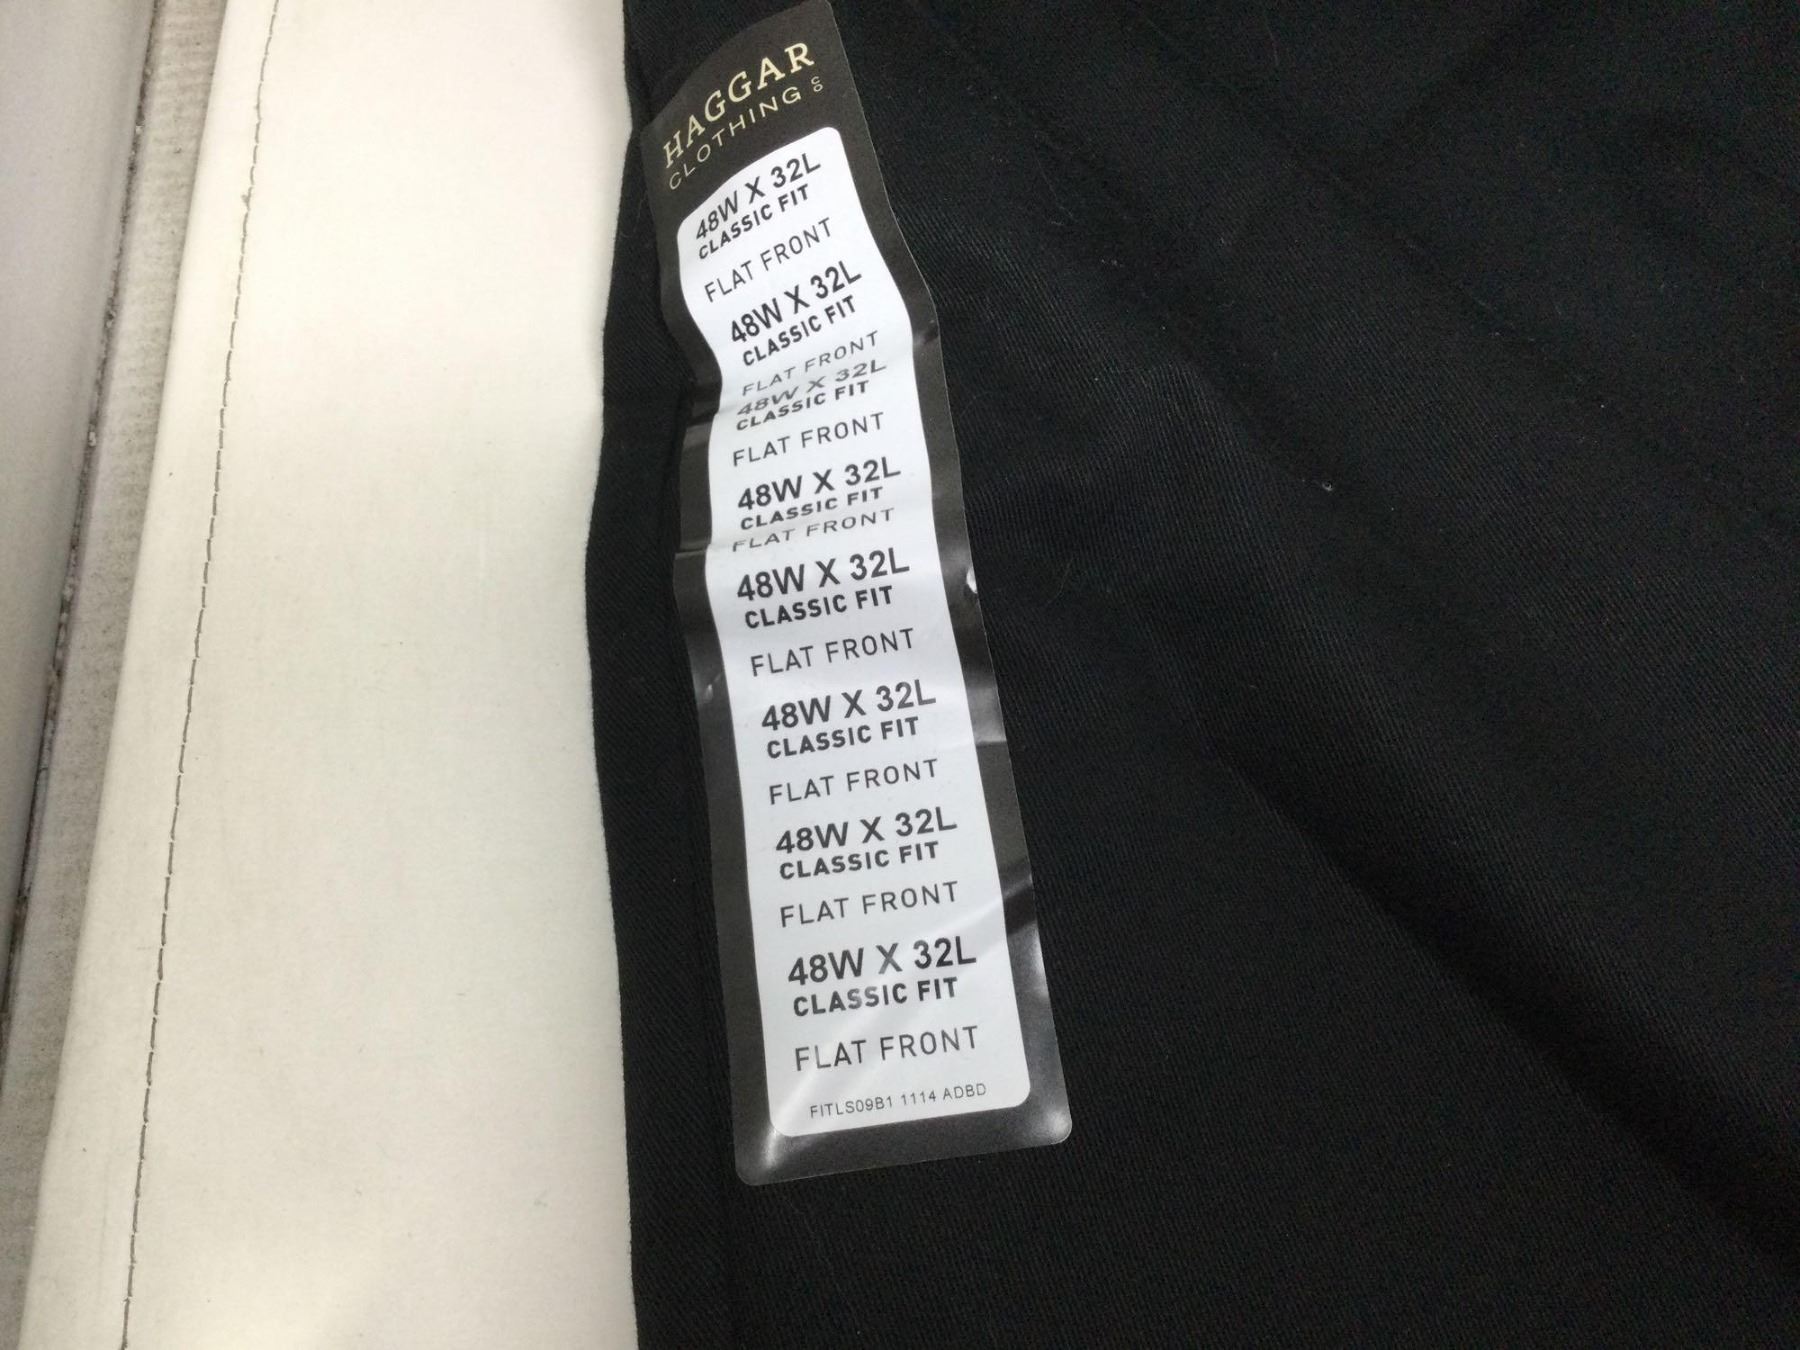 HAGGAR
CLOTHING CO
48W X 32L
CLASSIC FIT
FLAT FRONT
48W X 32L
CLASSIC FIT
FLAT FRONT
48W X 32L
CLASSIC FIT
FLAT FRONT
48W X 32L
CLASSIC FIT
FLAT FRONT
48W X 32L
CLASSIC FIT
FLAT FRONT
48W X 32L
CLASSIC FIT
FLAT FRONT
48W X 32L
CLASSIC FIT
FLAT FRONT
48W X 32L
CLASSIC FIT
FLAT FRONT
FITLS09B1 1114 ADBD